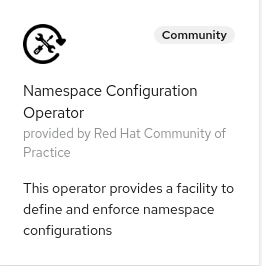 Community
Namespace Configuration
Operator
provided by Red Hat Community of
Practice
This operator provides a facility to
define and enforce namespace
configurations